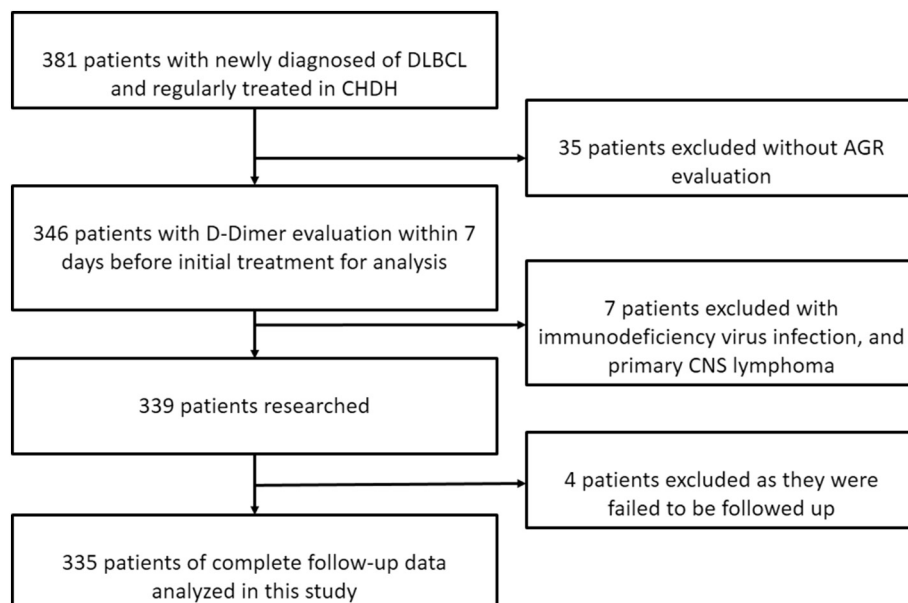 381 patients with newly diagnosed of DLBCL
and regularly treated in CHDH
35 patients excluded without AGR
evaluation
346 patients with D-Dimer evaluation within 7
days before initial treatment for analysis
7 patients excluded with
immunodeficiency virus infection, and
primary CNS lymphoma
339 patients researched
4 patients excluded as they were
failed to be followed up
335 patients of complete follow-up data
analyzed in this study